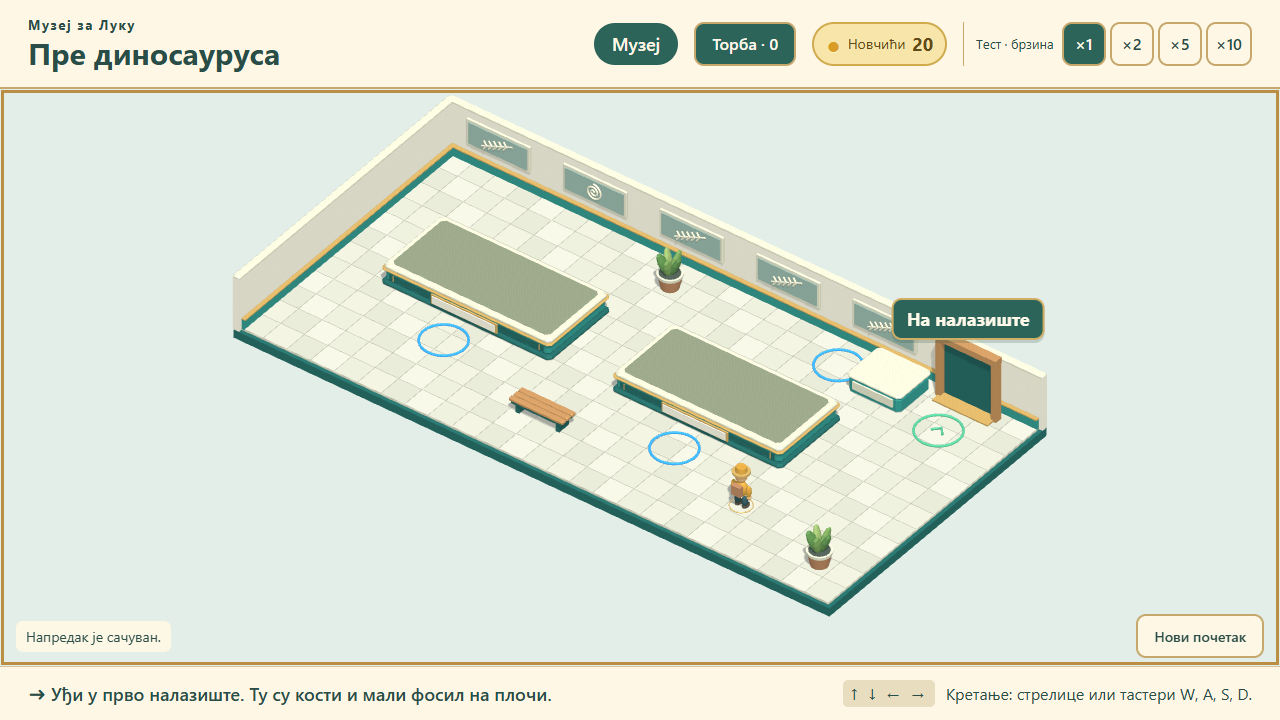 Музеј за Луку
Пре диносауруса
Музеј
Торба · 0
Новчићи 20
Тест · брзина
×1
×2
×5
×10
На налазиште
Напредак је сачуван.
Нови почетак
→ Уђи у прво налазиште. Ту су кости и мали фосил на плочи.
↑ ↓ ← → Кретање: стрелице или тастери W, A, S, D.